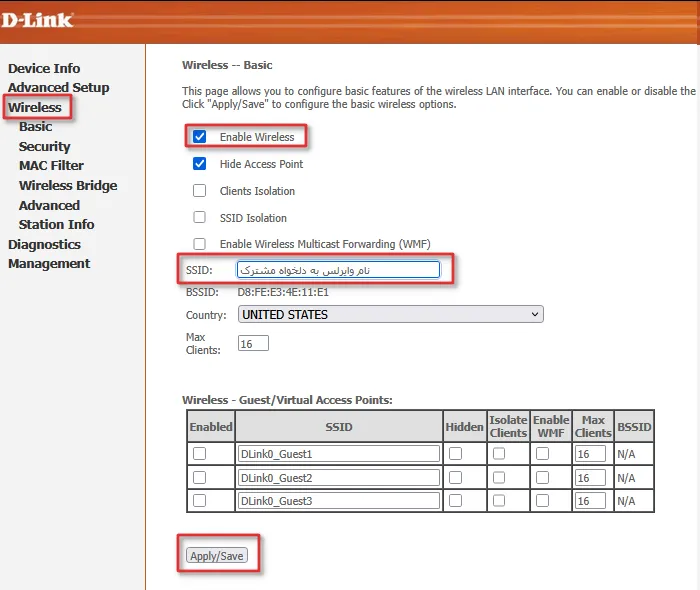 D-Link
Device Info
Advanced Setup
Wireless
Basic
Security
MAC Filter
Wireless Bridge
Advanced
Station Info
Diagnostics
Management
Wireless -- Basic
This page allows you to configure basic features of the wireless LAN interface. You can enable or disable the
Click "Apply/Save" to configure the basic wireless options.
Enable Wireless
Hide Access Point
Clients Isolation
SSID Isolation
Enable Wireless Multicast Forwarding (WMF)
SSID: نام وایرلس به دلخواه مشترک
BSSID: D8:FE:E3:4E:11:E1
Country: UNITED STATES
Max
Clients: 16
Wireless - Guest/Virtual Access Points:
Enabled SSID Hidden Isolate Clients Enable WMF Max Clients BSSID
DLink0_Guest1 16 N/A
DLink0_Guest2 16 N/A
DLink0_Guest3 16 N/A
Apply/Save